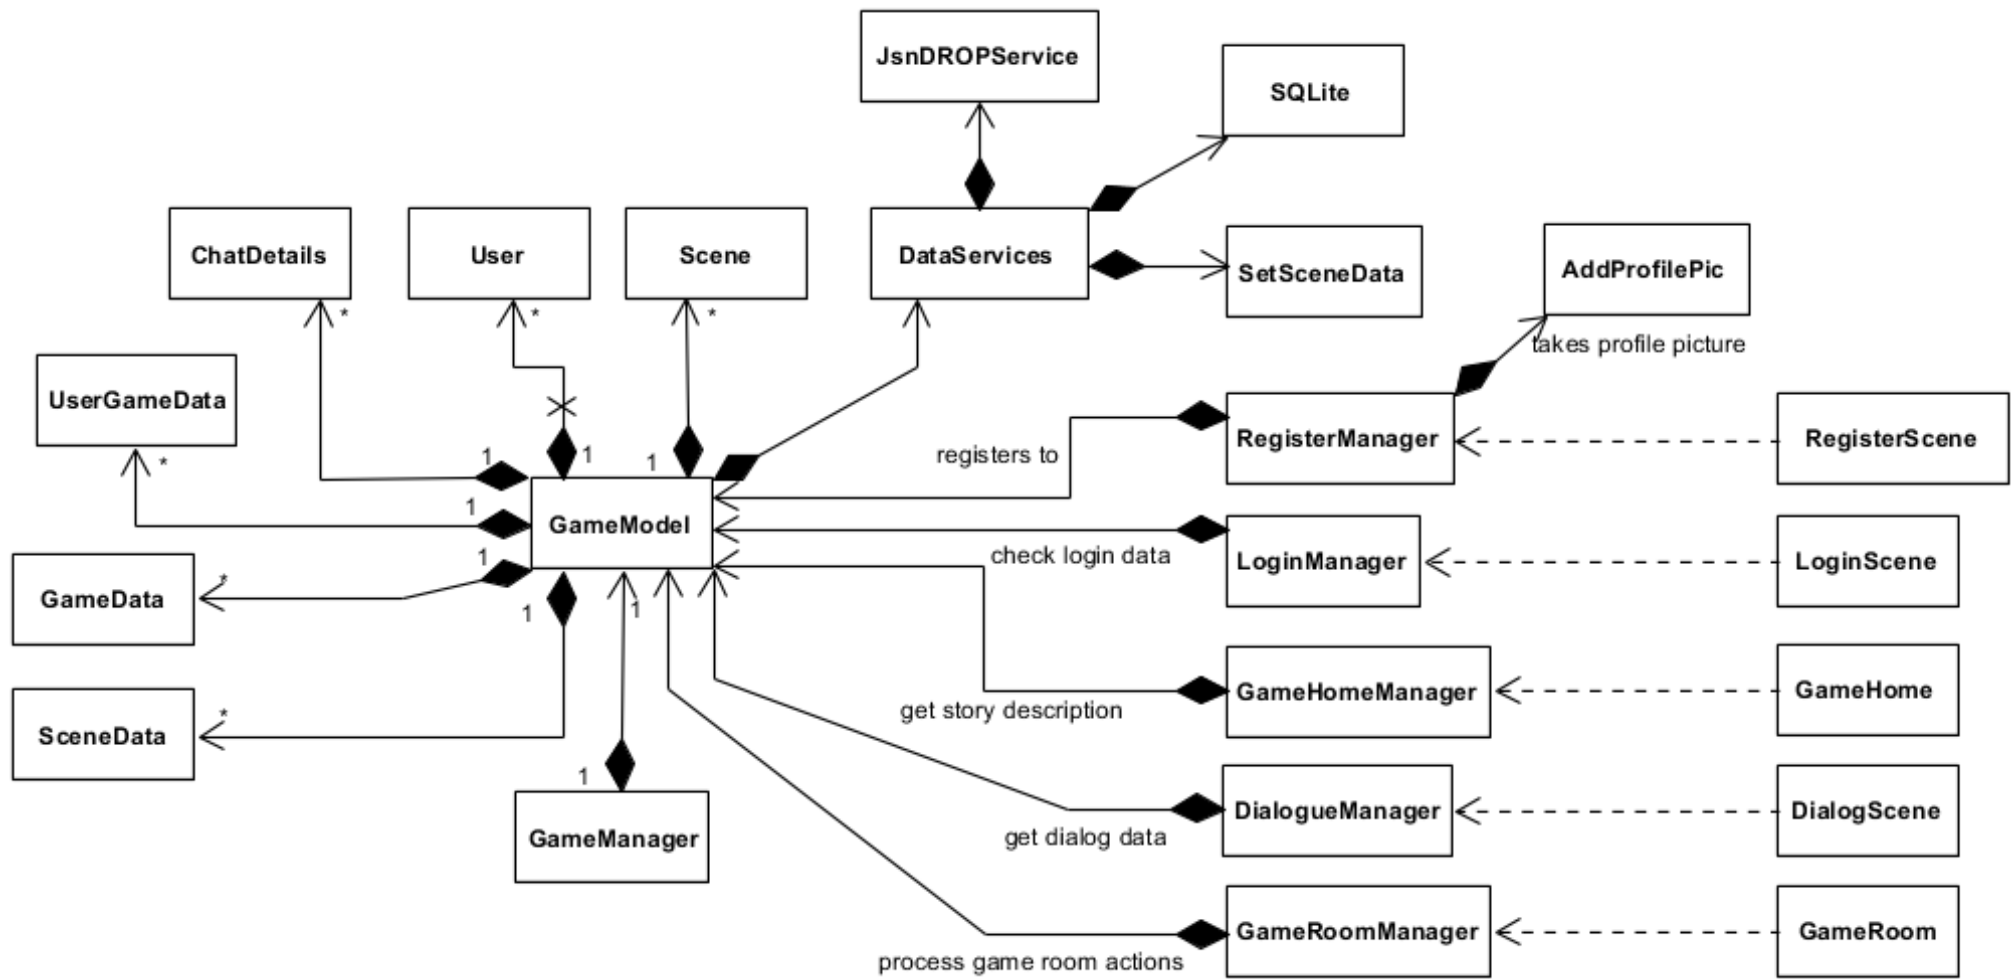 JsnDROPService
SQLite
ChatDetails
User
Scene
DataServices
SetSceneData
AddProfilePic
*
*
*
takes profile picture
UserGameData
*
RegisterManager
RegisterScene
registers to
1
1
1
1
GameModel
check login data
LoginManager
LoginScene
1
*
GameData
1
1
get story description
GameHomeManager
GameHome
*
SceneData
1
GameManager
get dialog data
DialogueManager
DialogScene
GameRoomManager
GameRoom
process game room actions